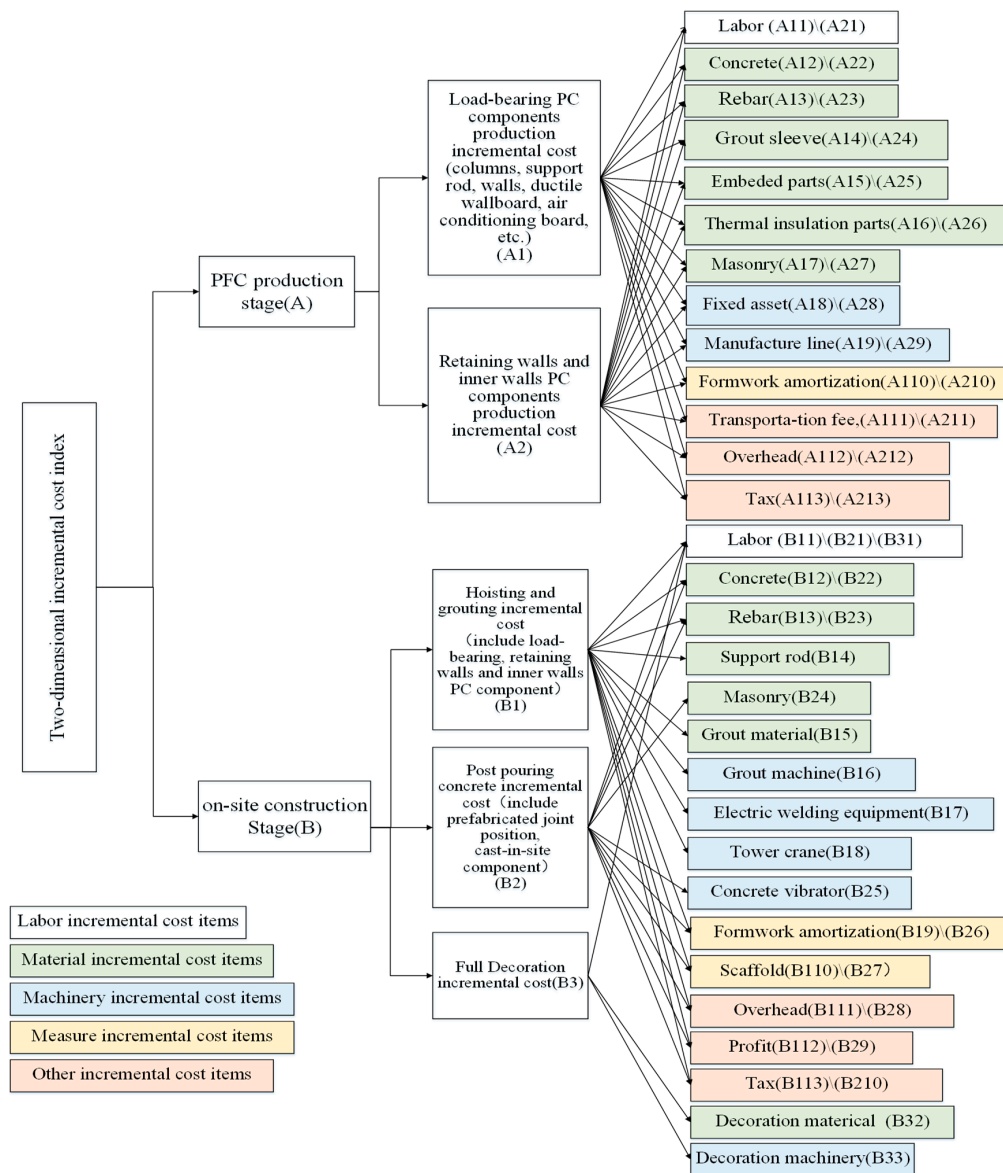 Two-dimensional incremental cost index
PFC production
stage(A)
on-site construction
Stage(B)
Load-bearing PC
components
production
incremental cost
(columns, support
rod, walls, ductile
wallboard, air
conditioning board,
etc.)
(A1)
Retaining walls and
inner walls PC
components
production
incremental cost
(A2)
Hoisting and
grouting incremental
cost
（include load-
bearing, retaining
walls and inner walls
PC component）
(B1)
Post pouring
concrete incremental
cost（include
prefabricated joint
position,
cast-in-site
component）
(B2)
Full Decoration
incremental cost(B3)
Labor (A11)\(A21)
Concrete(A12)\(A22)
Rebar(A13)\(A23)
Grout sleeve(A14)\(A24)
Embeded parts(A15)\(A25)
Thermal insulation parts(A16)\(A26)
Masonry(A17)\(A27)
Fixed asset(A18)\(A28)
Manufacture line(A19)\(A29)
Formwork amortization(A110)\(A210)
Transporta-tion fee,(A111)\(A211)
Overhead(A112)\(A212)
Tax(A113)\(A213)
Labor (B11)\(B21)\(B31)
Concrete(B12)\(B22)
Rebar(B13)\(B23)
Support rod(B14)
Masonry(B24)
Grout material(B15)
Grout machine(B16)
Electric welding equipment(B17)
Tower crane(B18)
Concrete vibrator(B25)
Formwork amortization(B19)\(B26)
Scaffold(B110)\(B27）
Overhead(B111)\(B28)
Profit(B112)\(B29)
Tax(B113)\(B210)
Decoration materical (B32)
Decoration machinery(B33)
Labor incremental cost items
Material incremental cost items
Machinery incremental cost items
Measure incremental cost items
Other incremental cost items